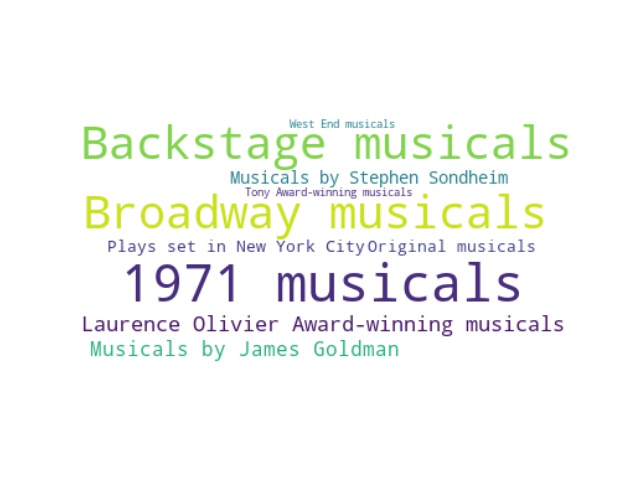 West End musicals
Backstage musicals
Musicals by Stephen Sondheim
Tony Award-winning musicals
Broadway musicals
Plays set in New York City
Original musicals
1971 musicals
Laurence Olivier Award-winning musicals
Musicals by James Goldman